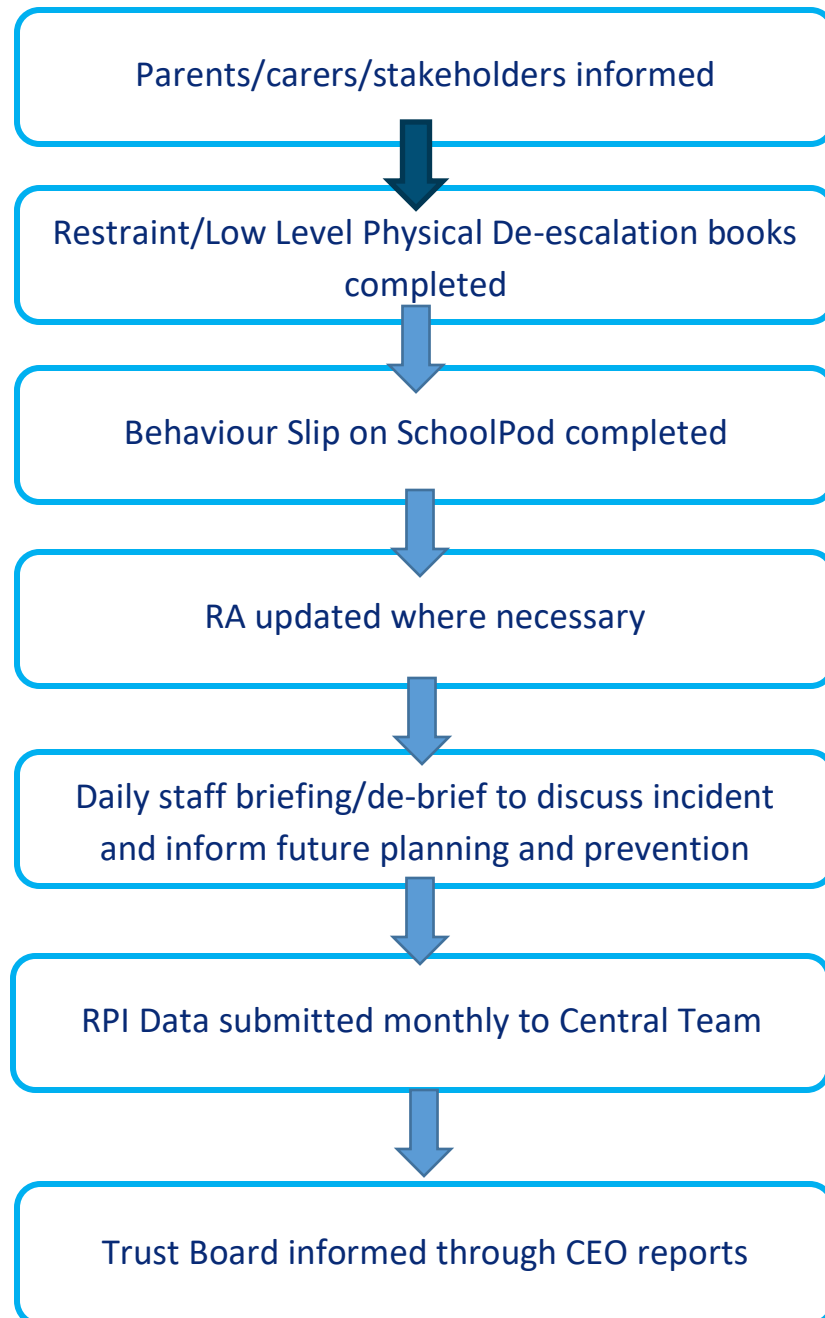 Parents/carers/stakeholders informed
Restraint/Low Level Physical De-escalation books
completed
Behaviour Slip on SchoolPod completed
RA updated where necessary
Daily staff briefing/de-brief to discuss incident
and inform future planning and prevention
RPI Data submitted monthly to Central Team
Trust Board informed through CEO reports